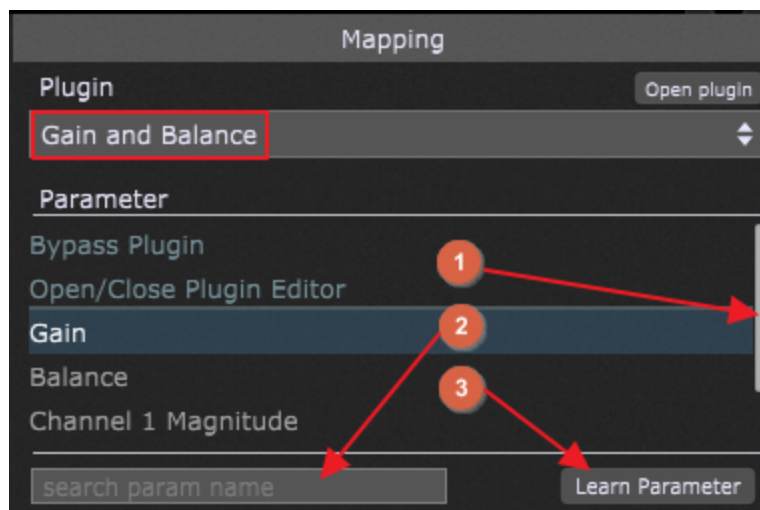 Mapping
Plugin
Open plugin
Gain and Balance
Parameter
Bypass Plugin
1
Open/Close Plugin Editor
Gain
2
Balance
3
Channel 1 Magnitude
search param name
Learn Parameter